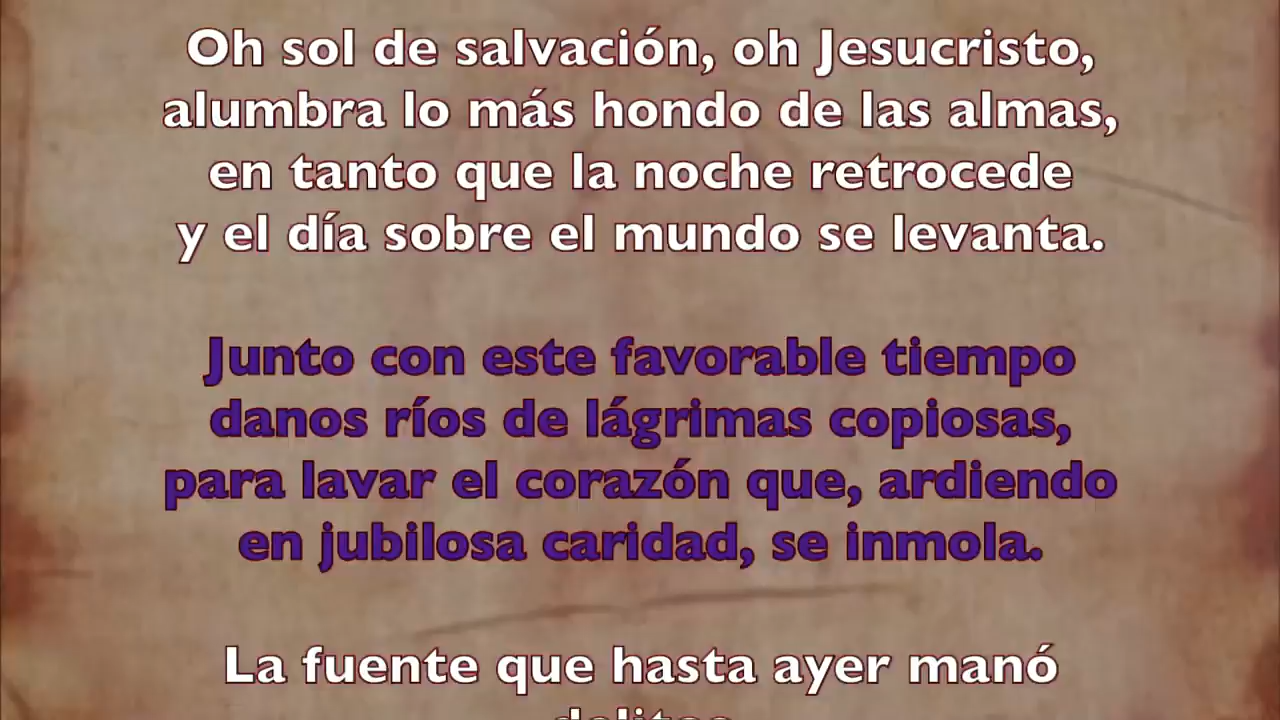 Oh sol de salvación, oh Jesucristo,
alumbra lo más hondo de las almas,
en tanto que la noche retrocede
y el día sobre el mundo se levanta.
Junto con este favorable tiempo
danos ríos de lágrimas copiosas,
para lavar el corazón que, ardiendo
en jubilosa caridad, se inmola.
La fuente que hasta ayer manó